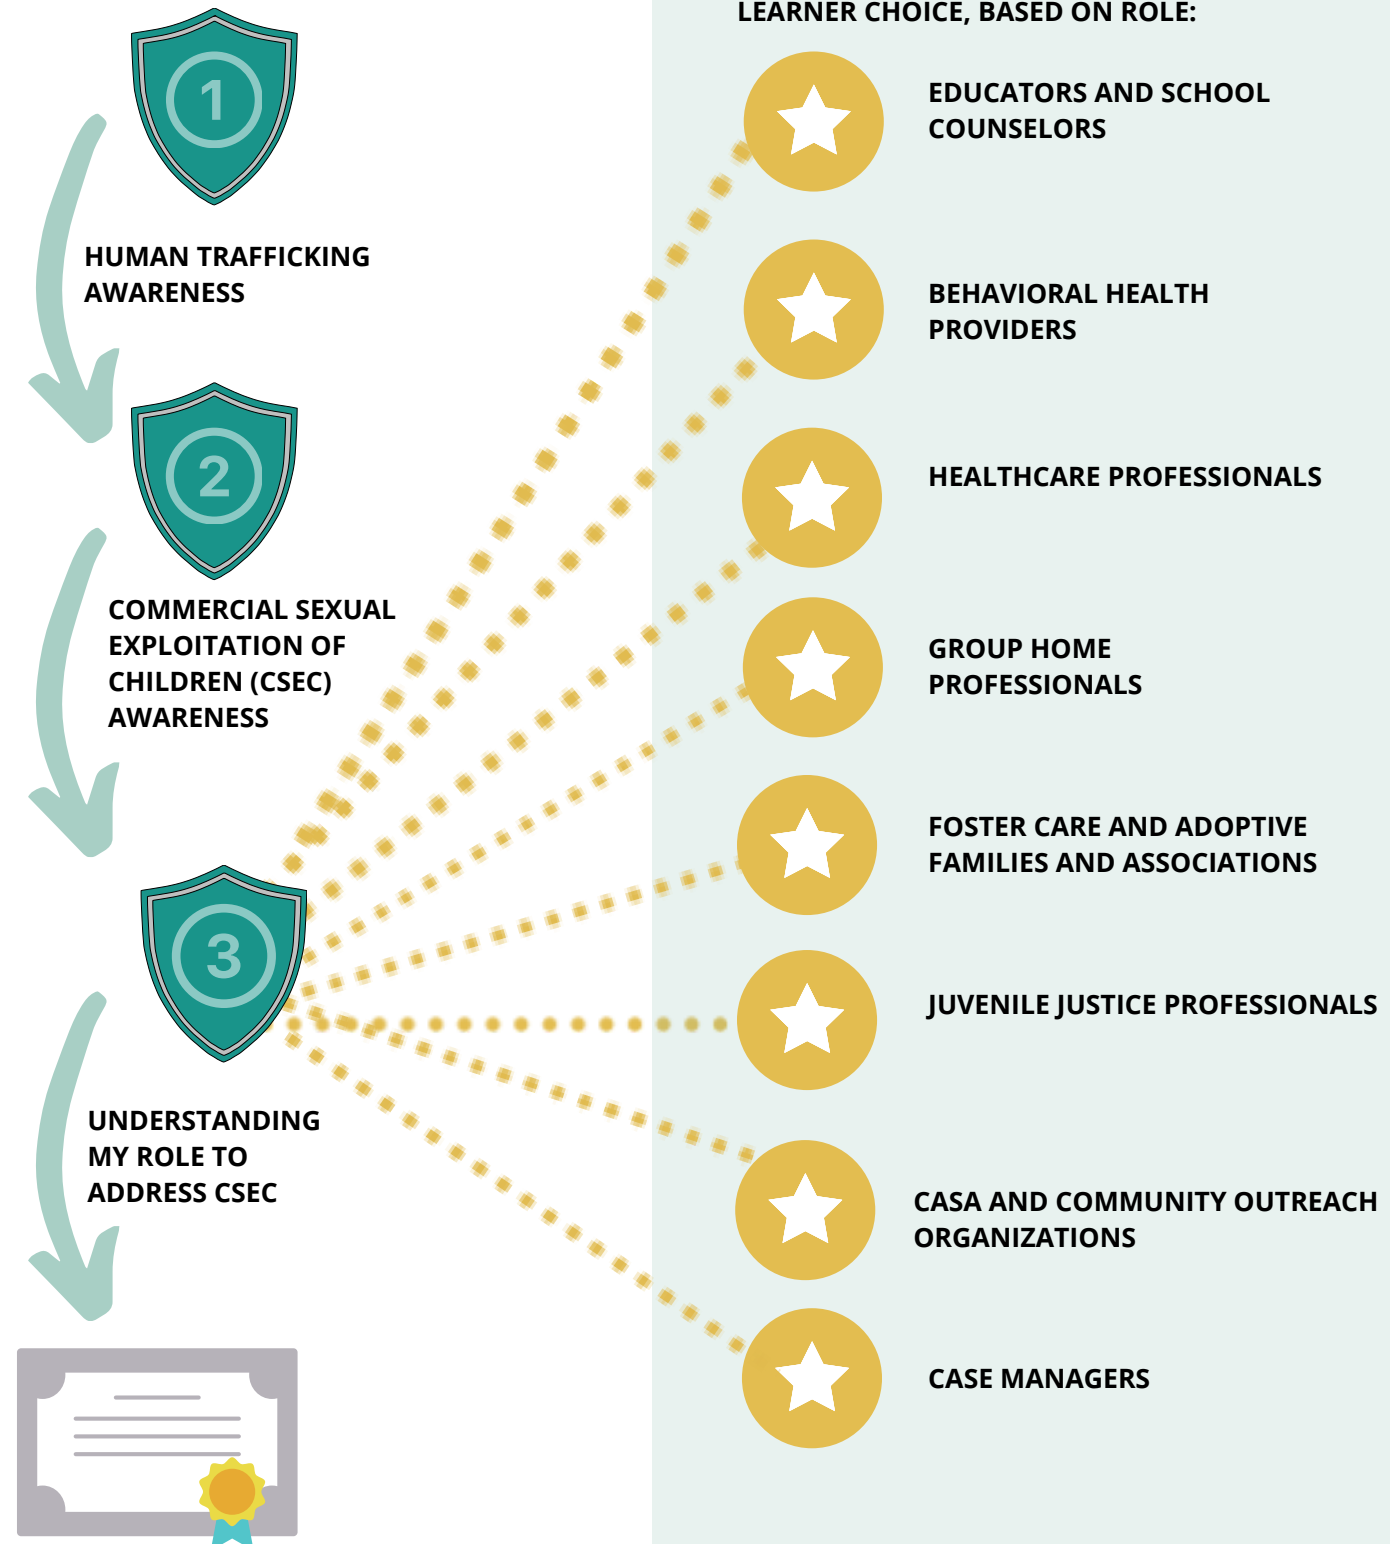 1
HUMAN TRAFFICKING
AWARENESS
2
COMMERCIAL SEXUAL
EXPLOITATION OF
CHILDREN (CSEC)
AWARENESS
3
UNDERSTANDING
MY ROLE TO
ADDRESS CSEC
LEARNER CHOICE, BASED ON ROLE:
EDUCATORS AND SCHOOL
COUNSELORS
BEHAVIORAL HEALTH
PROVIDERS
HEALTHCARE PROFESSIONALS
GROUP HOME
PROFESSIONALS
FOSTER CARE AND ADOPTIVE
FAMILIES AND ASSOCIATIONS
JUVENILE JUSTICE PROFESSIONALS
CASA AND COMMUNITY OUTREACH
ORGANIZATIONS
CASE MANAGERS